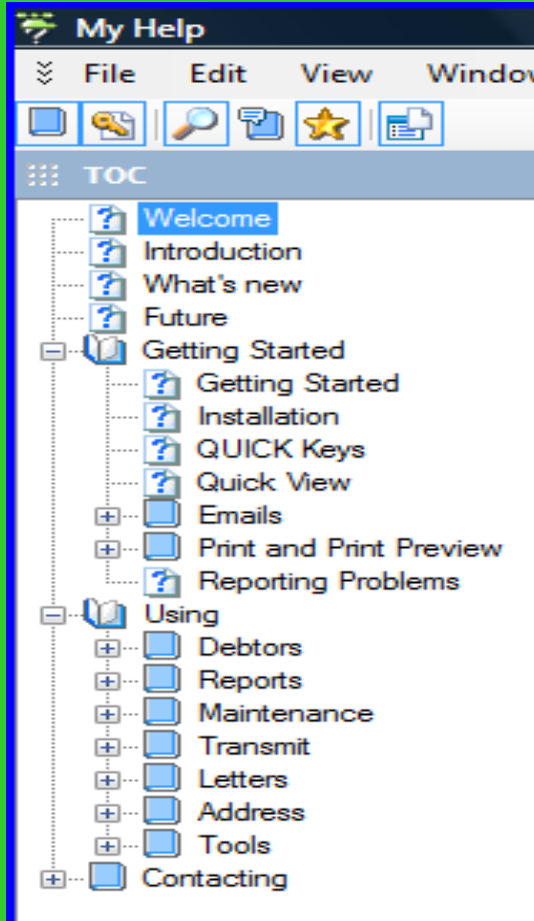 My Help
File Edit View Window
TOC
Welcome
Introduction
What's new
Future
Getting Started
Getting Started
Installation
QUICK Keys
Quick View
Emails
Print and Print Preview
Reporting Problems
Using
Debtors
Reports
Maintenance
Transmit
Letters
Address
Tools
Contacting